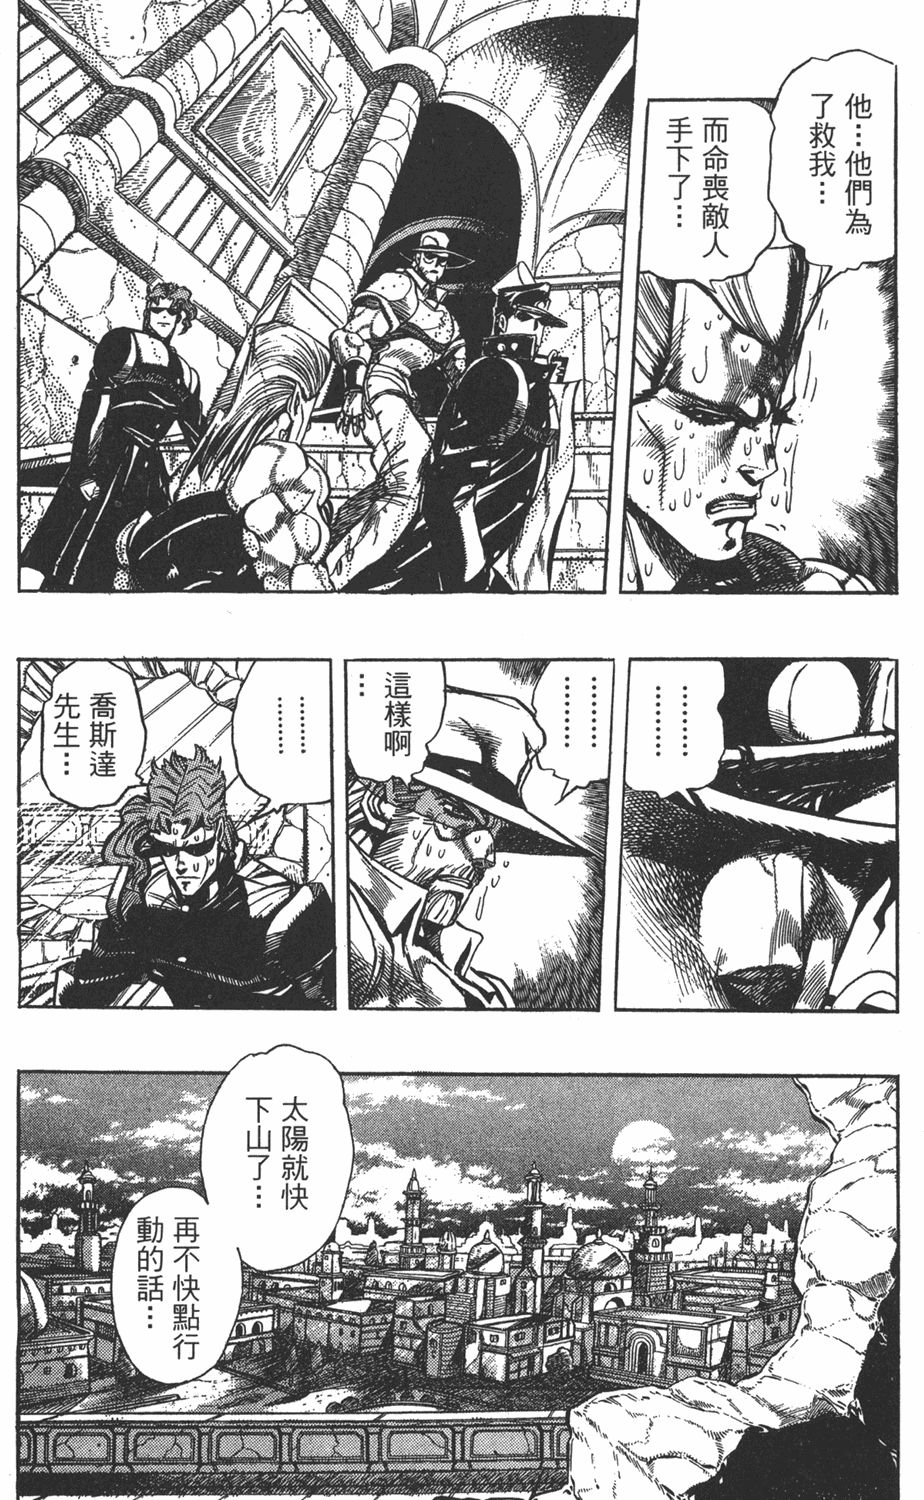 他…他們為
了救我…
而命喪敵人
手下了…
………
………
………
………
這樣啊
…
………
………
喬斯達
先生…
太陽就快
下山了…
再不快點行
動的話…